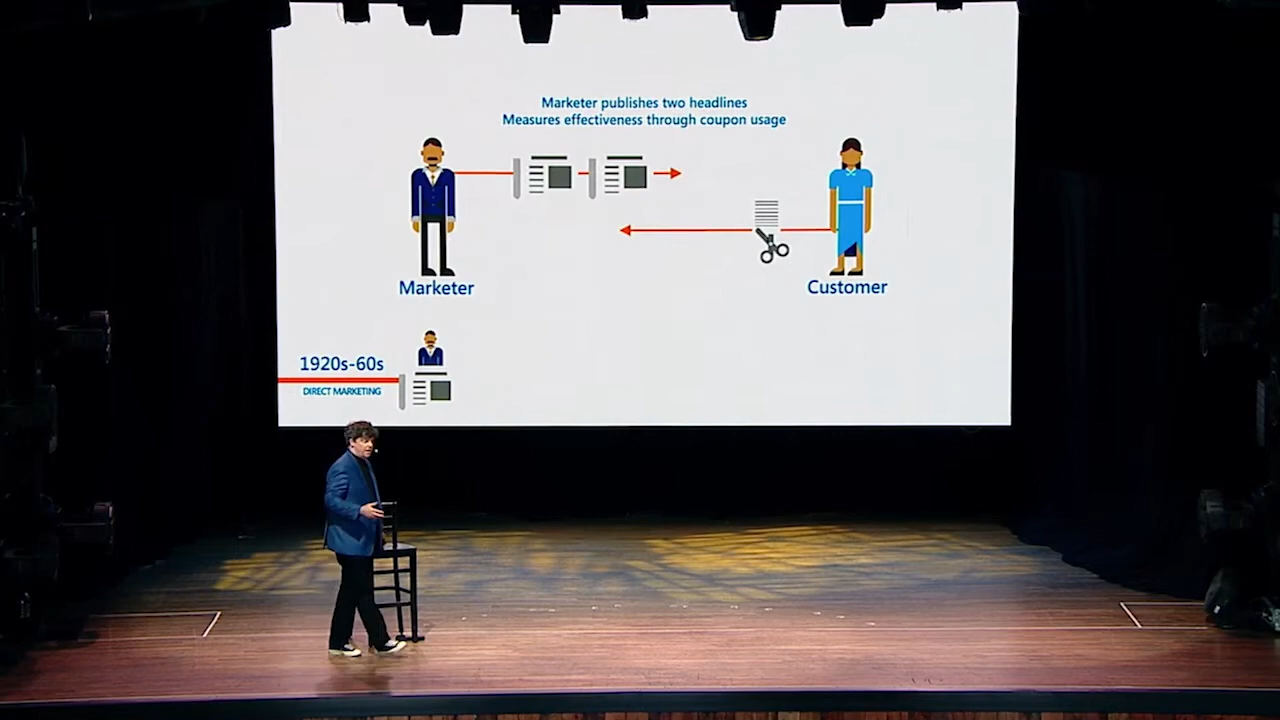 Marketer publishes two headlines
Measures effectiveness through coupon usage
Marketer
Customer
1920s-60s
DIRECT MARKETING